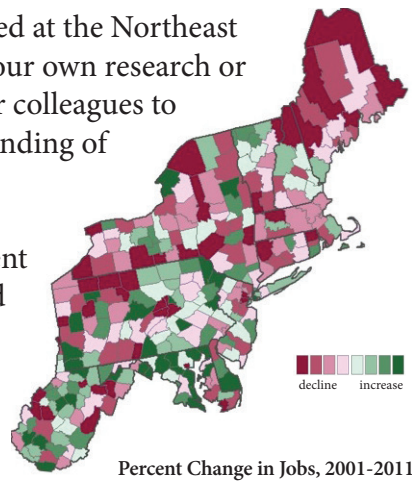 ed at the Northeast
our own research or
r colleagues to
nding of
ent
d
decline increase
Percent Change in Jobs, 2001-2011